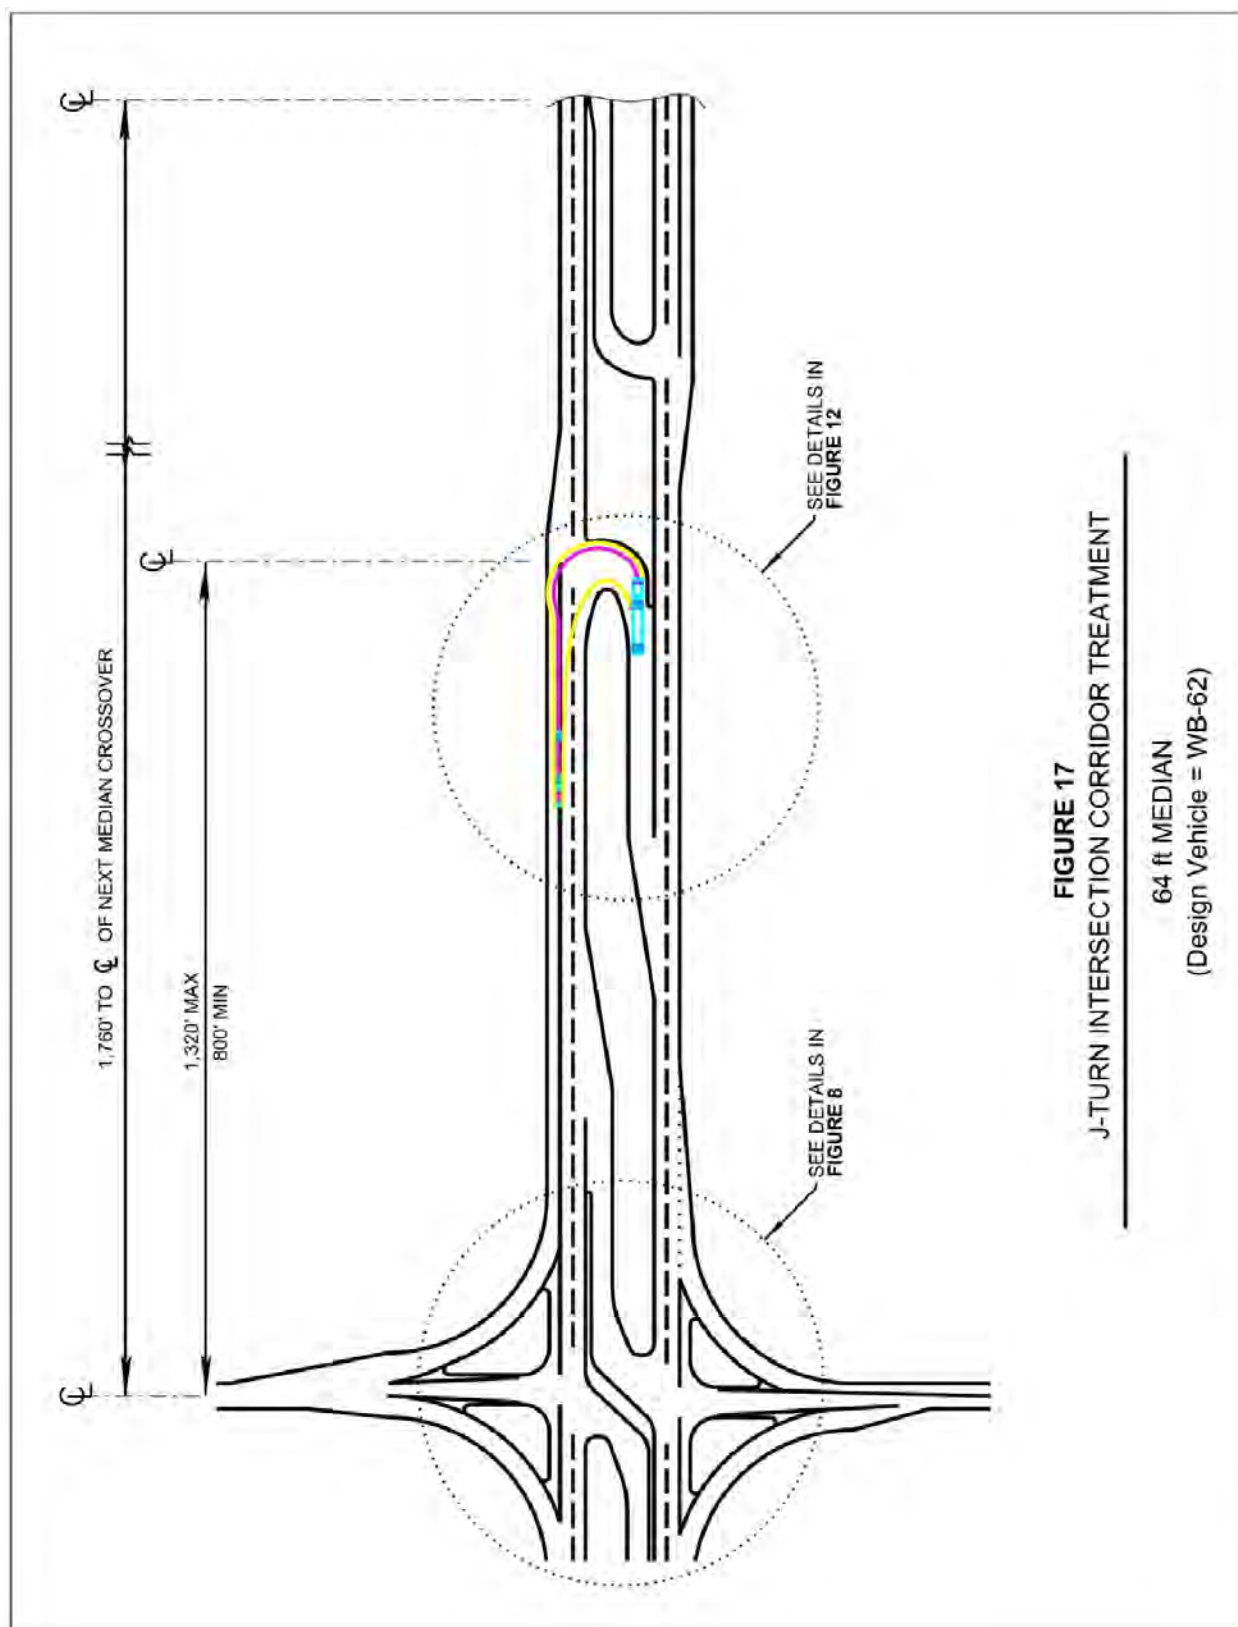 1,760' TO ℄ OF NEXT MEDIAN CROSSOVER
℄
℄
℄
1,320' MAX
800' MIN
SEE DETAILS IN
FIGURE 8
SEE DETAILS IN
FIGURE 12
FIGURE 17
J-TURN INTERSECTION CORRIDOR TREATMENT
64 ft MEDIAN
(Design Vehicle = WB-62)